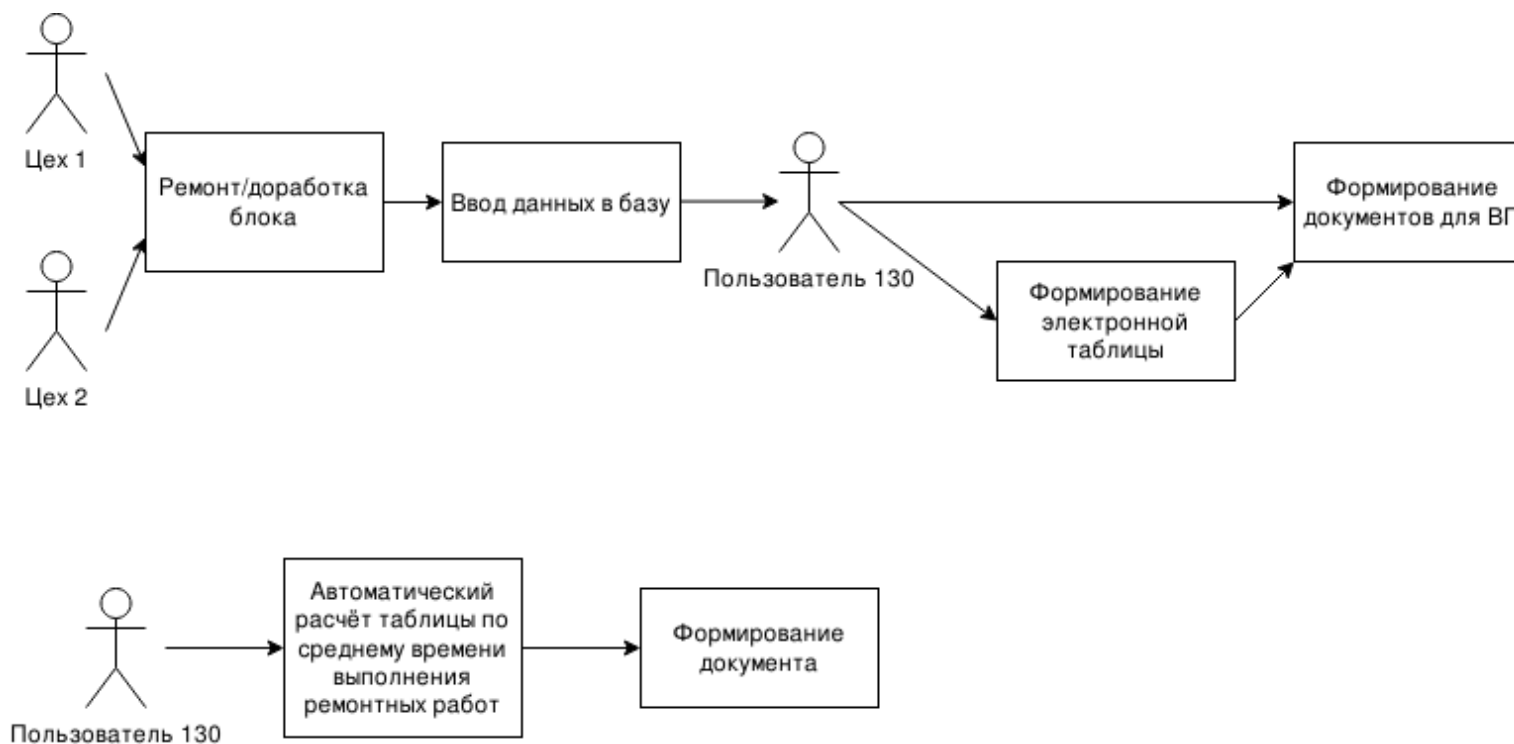 Цех 1
Ремонт/доработка
блока
Ввод данных в базу
Пользователь 130
Формирование
документов для
Формирование
электронной
таблицы
Цех 2
Автоматический
расчёт таблицы по
среднему времени
выполнения
ремонтных работ
Формирование
документа
Пользователь 130